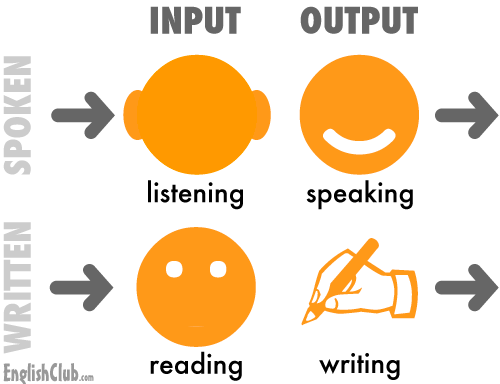 INPUT OUTPUT
SPOKEN
listening speaking
WRITTEN
reading writing
EnglishClub.com